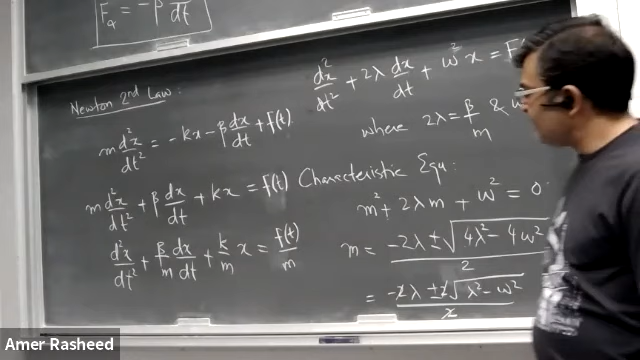 F_d = -β dx/dt
Newton 2nd Law:
m d²x/dt² = -kx - β dx/dt + f(t)
m d²x/dt² + β dx/dt + kx = f(t)
d²x/dt² + β/m dx/dt + k/m x = f(t)/m
d²x/dt² + 2λ dx/dt + ω² x = F
where 2λ = β/m &
Characteristic Equ:
m² + 2λm + ω² = 0
m = (-2λ ± √(4λ² - 4ω²))/2
= (-2λ ± 2√(λ² - ω²))/2
Amer Rasheed